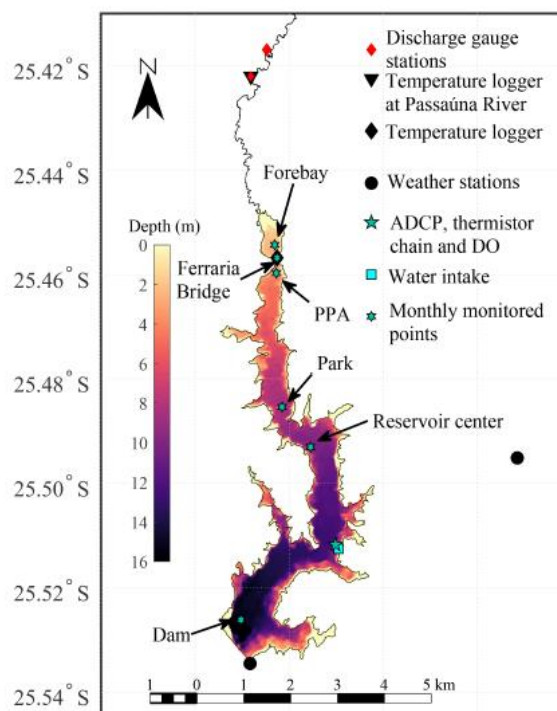 25.42° S
25.44° S
25.46° S
25.48° S
25.50° S
25.52° S
25.54° S
N
Discharge gauge
stations
Temperature logger
at Passaúna River
Temperature logger
Weather stations
ADCP, thermistor
chain and DO
Water intake
Monthly monitored
points
Depth (m)
0
2
4
6
8
10
12
14
16
Forebay
Ferraria
Bridge
PPA
Park
Reservoir center
Dam
1 0 1 2 3 4 5 km